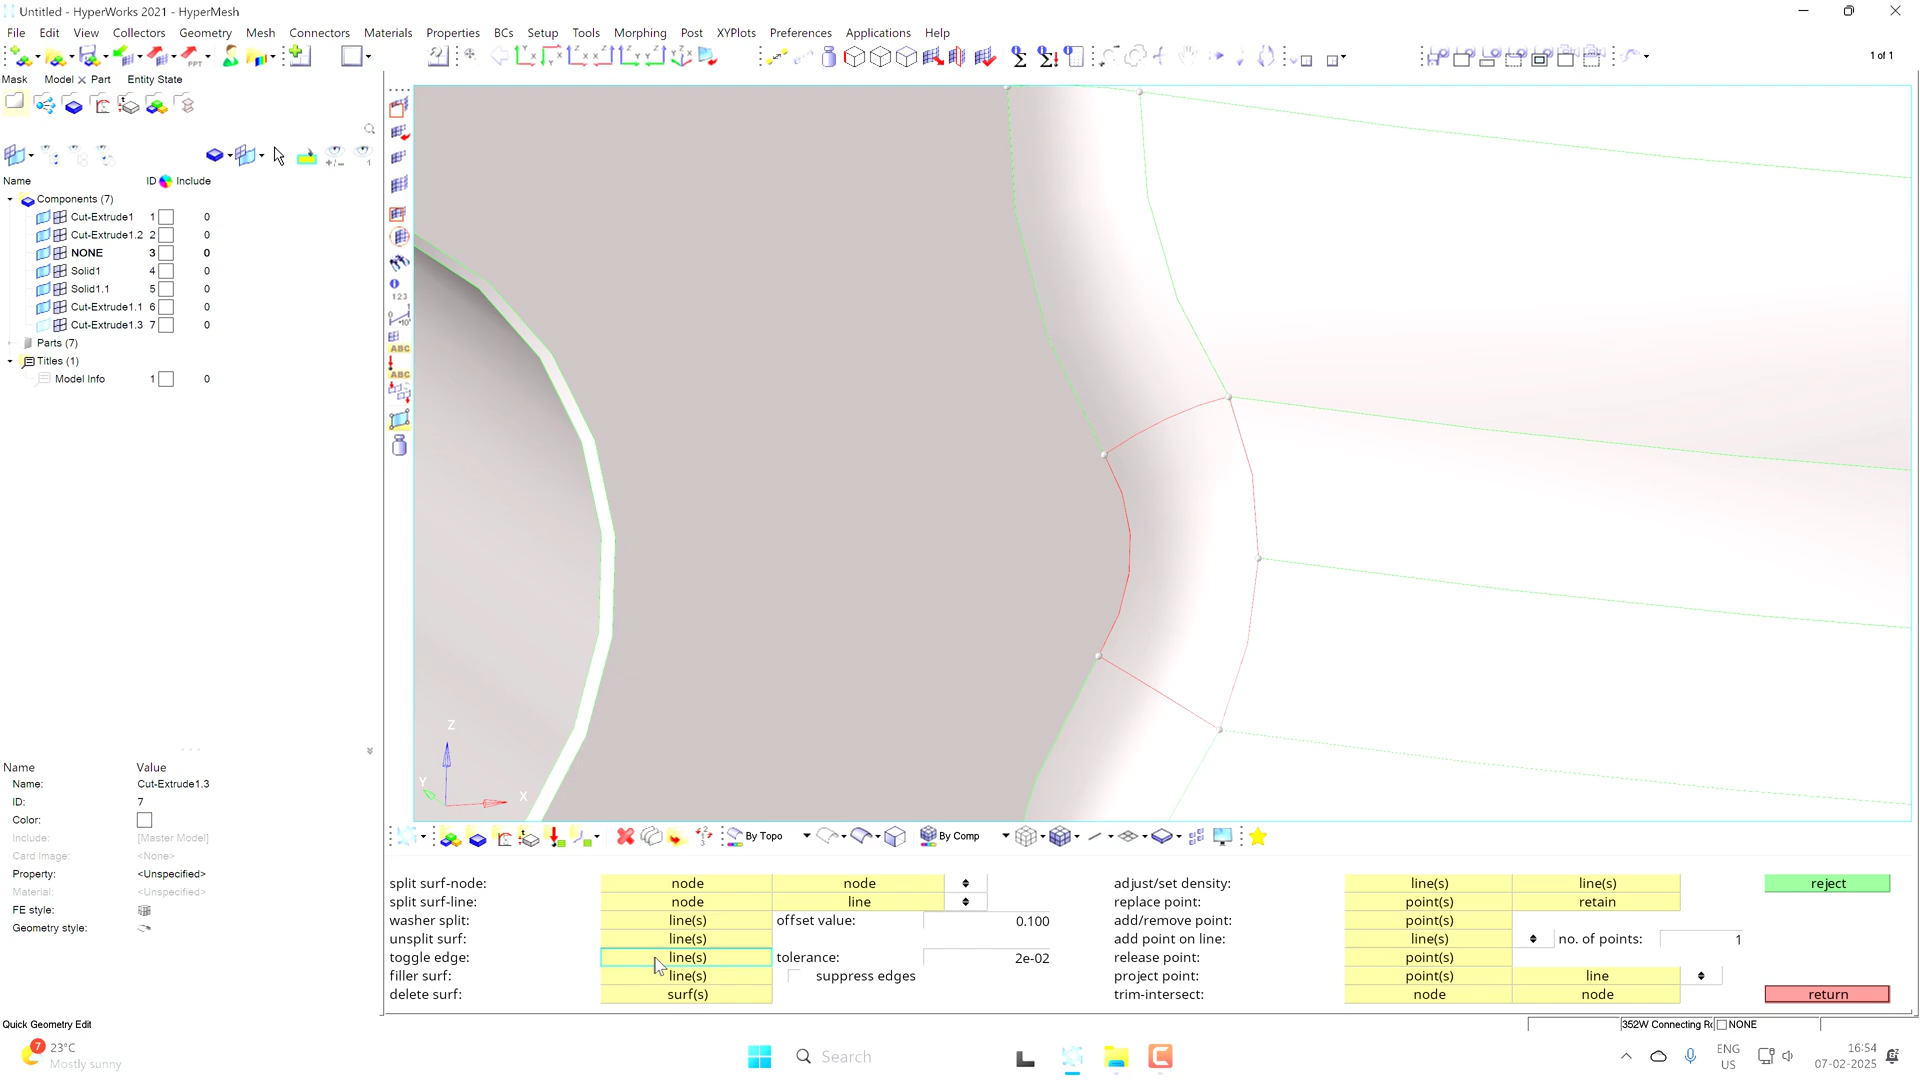 Untitled - HyperWorks 2021 - HyperMesh
File Edit View Collectors Geometry Mesh Connectors Materials Properties BCs Setup Tools Morphing Post XYPlots Preferences Applications Help
1 of 1
Mask Model Part Entity State
Name ID Include
Components (7)
Cut-Extrude1 1 0
Cut-Extrude1.2 2 0
NONE 3 0
Solid1 4 0
Solid1.1 5 0
Cut-Extrude1.1 6 0
Cut-Extrude1.3 7 0
Parts (7)
Titles (1)
Model Info 1 0
123
ABC
ABC
Z
Y
X
Name Value
Name: Cut-Extrude1.3
ID: 7
Color:
Include: [Master Model]
Card Image: <None>
Property: <Unspecified>
Material: <Unspecified>
FE style:
Geometry style:
By Topo By Comp
split surf-node: node node adjust/set density: line(s) line(s) reject
split surf-line: node line replace point: point(s) retain
washer split: line(s) offset value: 0.100 add/remove point: point(s)
unsplit surf: line(s) add point on line: line(s) no. of points: 1
toggle edge: line(s) tolerance: 2e-02 release point: point(s)
filler surf: line(s) suppress edges project point: point(s) line
delete surf: surf(s) trim-intersect: node node return
Quick Geometry Edit 352W Connecting Ro NONE
7 23°C
Mostly sunny
Search
ENG
US
16:54
07-02-2025